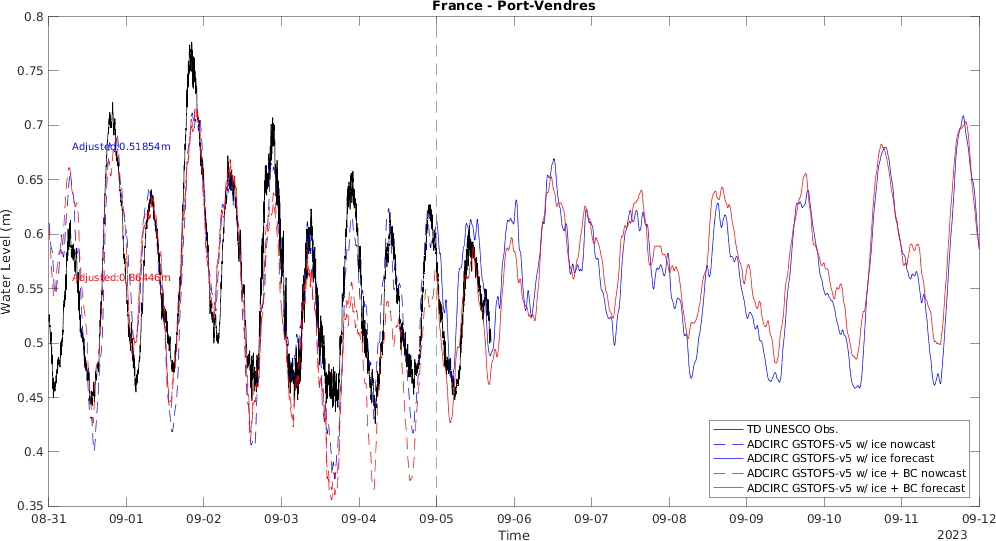 France - Port-Vendres
0.8
0.75
0.7
0.65
0.6
0.55
0.5
0.45
0.4
0.35
Water Level (m)
Adjusted:0.51854m
Adjusted:0.86446m
TD UNESCO Obs.
ADCIRC GSTOFS-v5 w/ ice nowcast
ADCIRC GSTOFS-v5 w/ ice forecast
ADCIRC GSTOFS-v5 w/ ice + BC nowcast
ADCIRC GSTOFS-v5 w/ ice + BC forecast
08-31 09-01 09-02 09-03 09-04 09-05 09-06 09-07 09-08 09-09 09-10 09-11 09-12
Time
2023